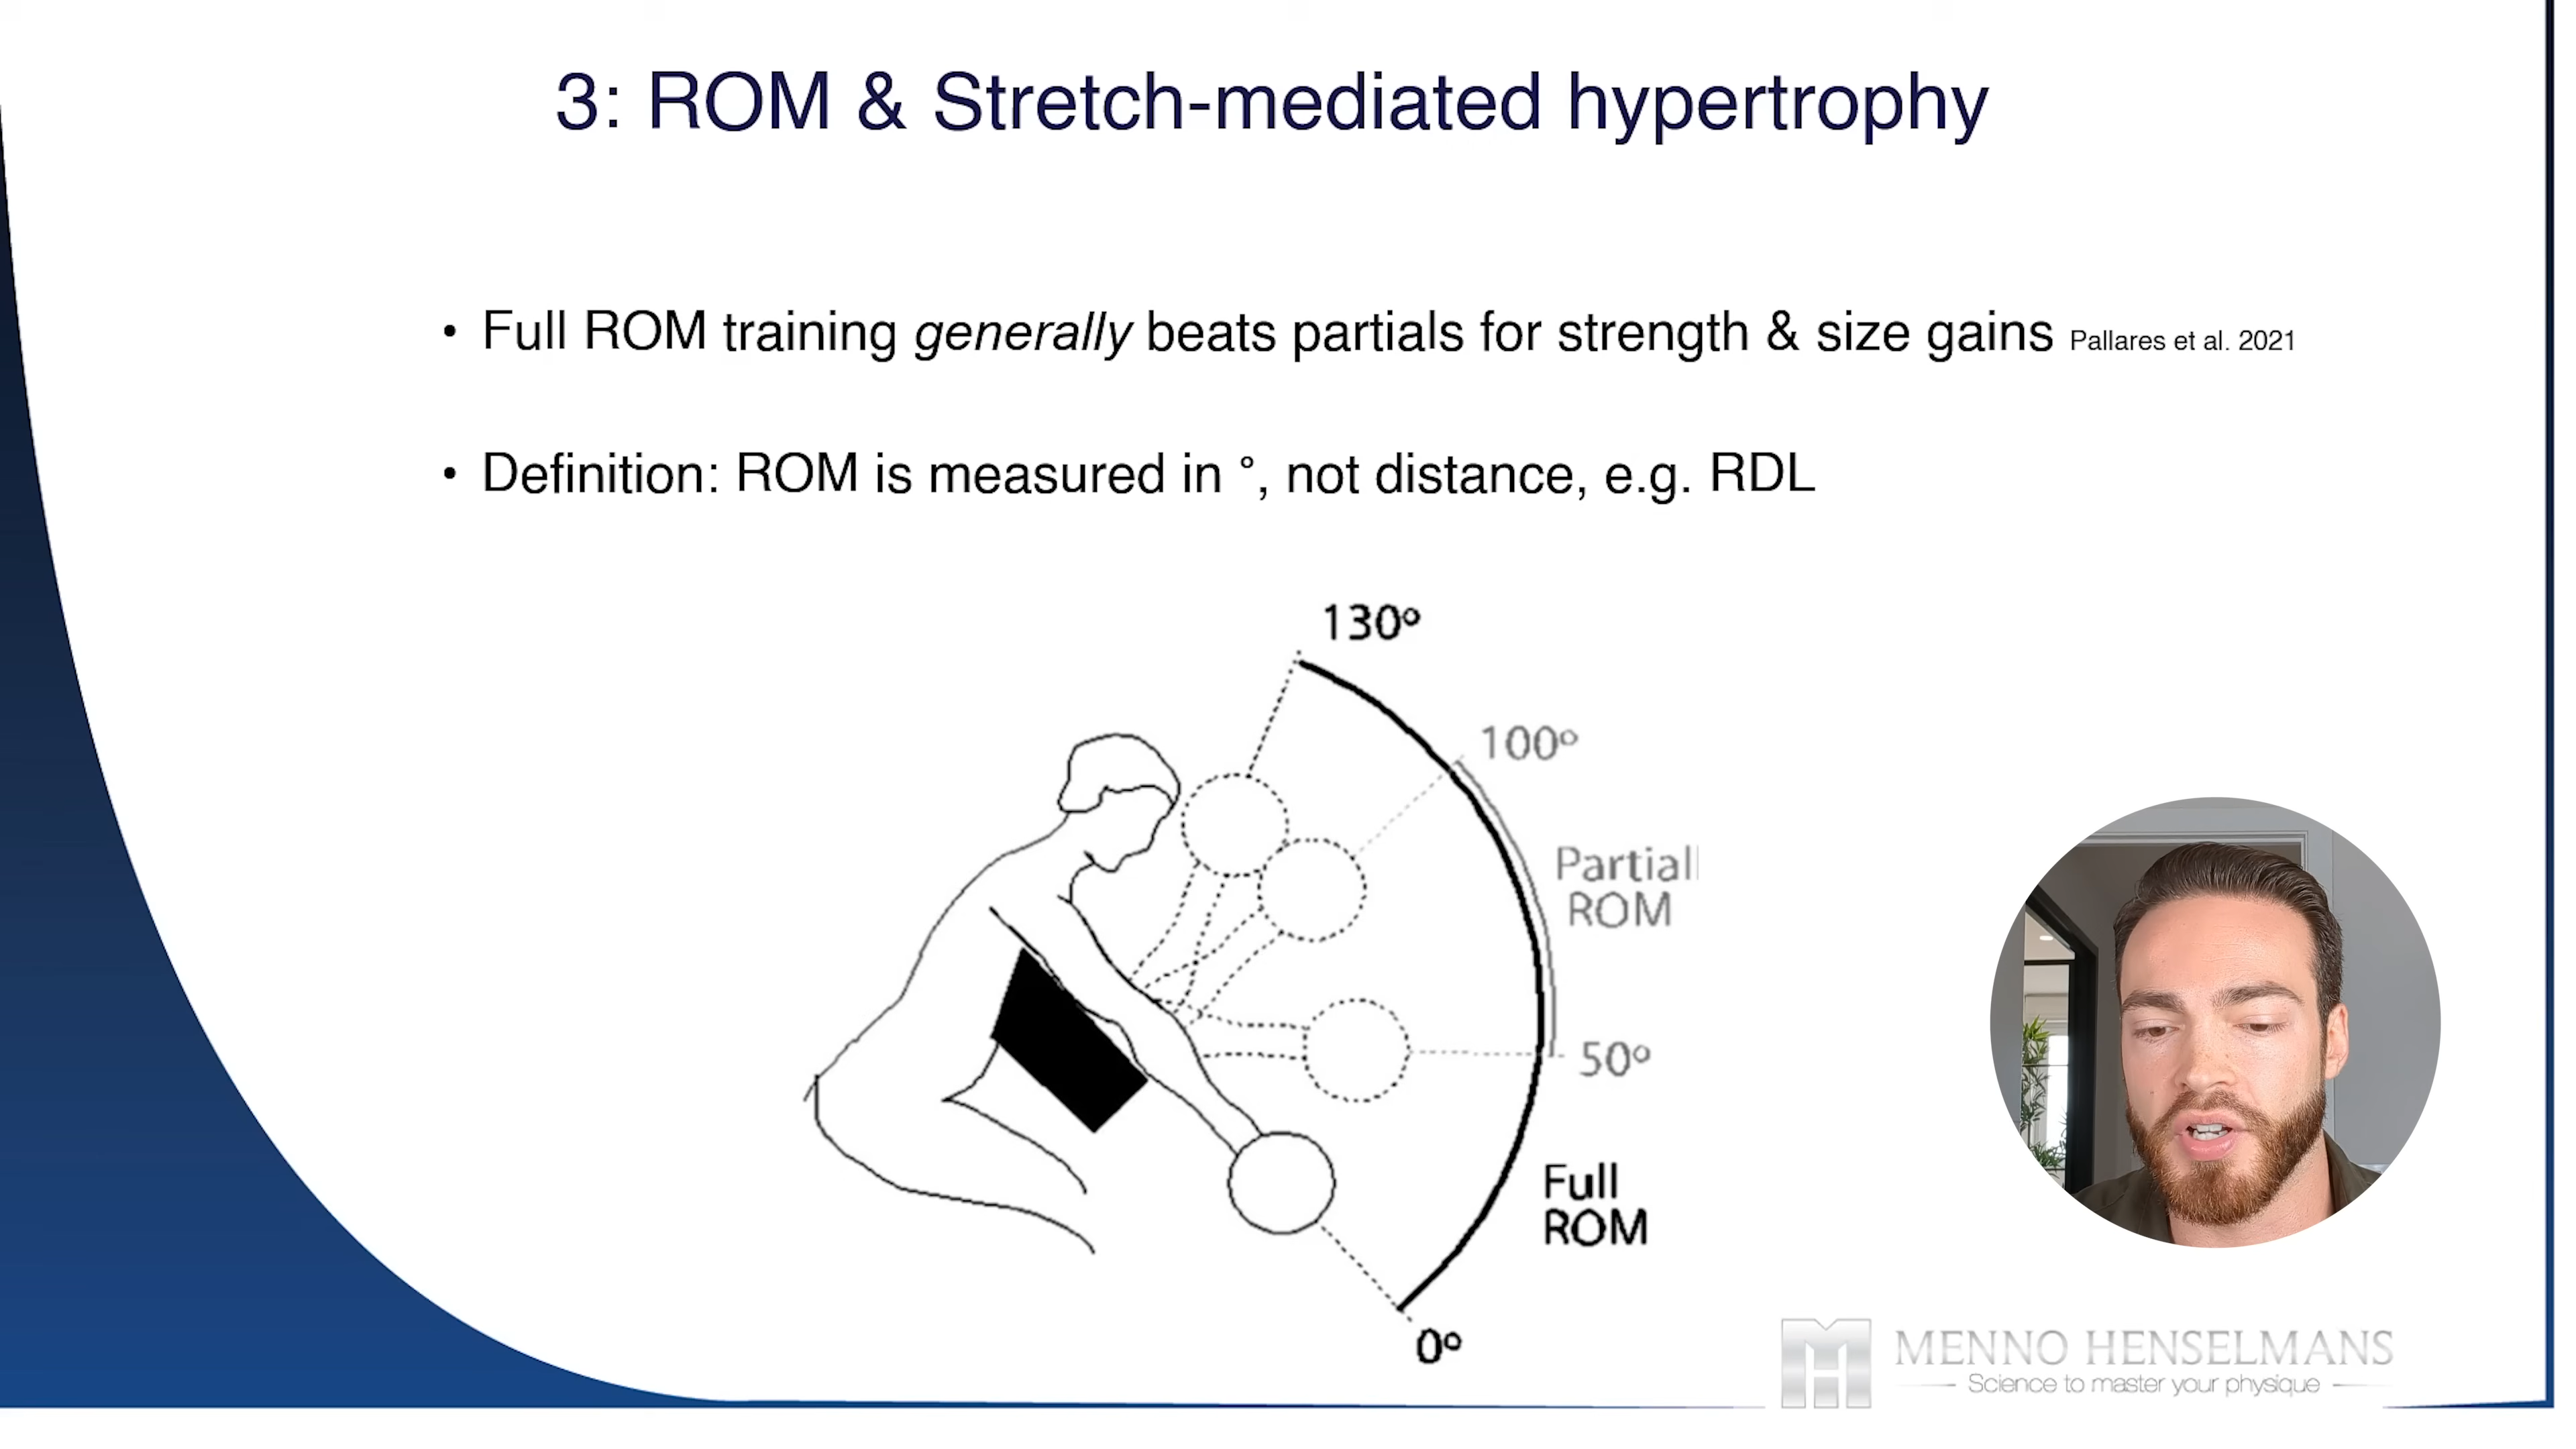 3: ROM & Stretch-mediated hypertrophy
• Full ROM training generally beats partials for strength & size gains Pallares et al. 2021
• Definition: ROM is measured in °, not distance, e.g. RDL
130º
100º
Partial
ROM
50º
Full
ROM
0º
MENNO HENSELMANS
Science to master your physique